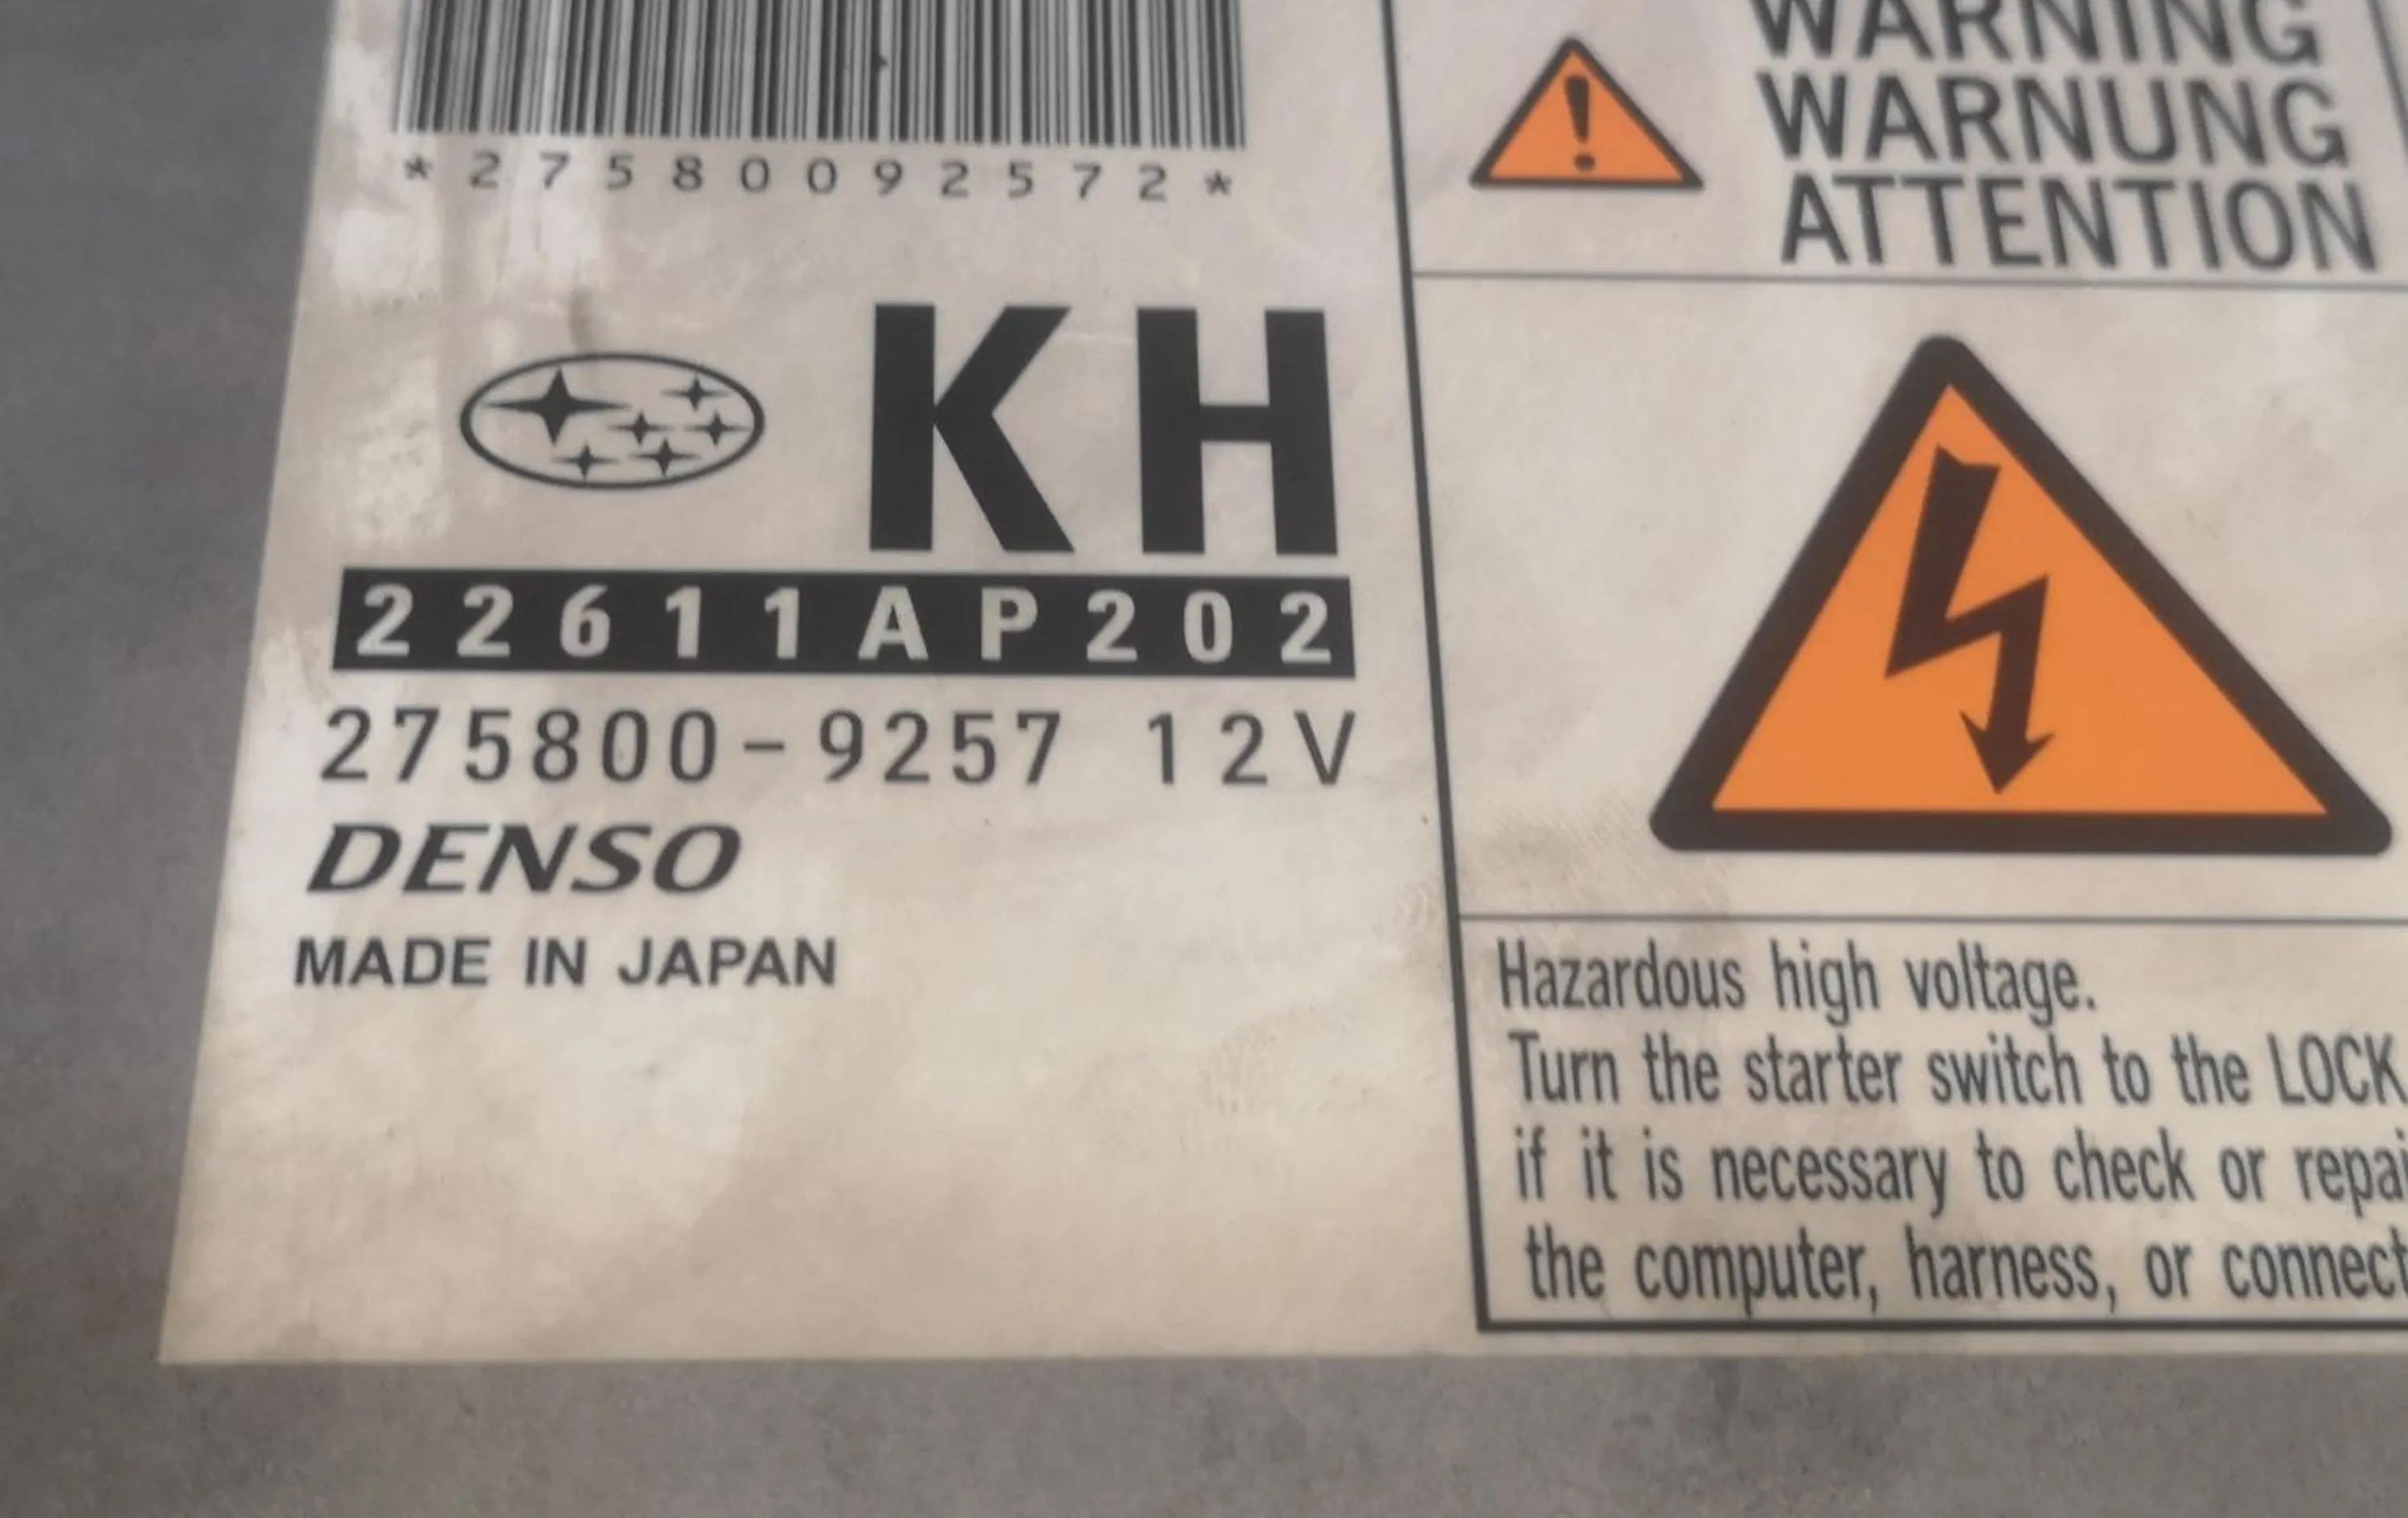 *27580092572*
KH
22611AP202
275800-9257 12V
DENSO
MADE IN JAPAN
WARNING
WARNUNG
ATTENTION
Hazardous high voltage.
Turn the starter switch to the LOCK
if it is necessary to check or repai
the computer, harness, or connect